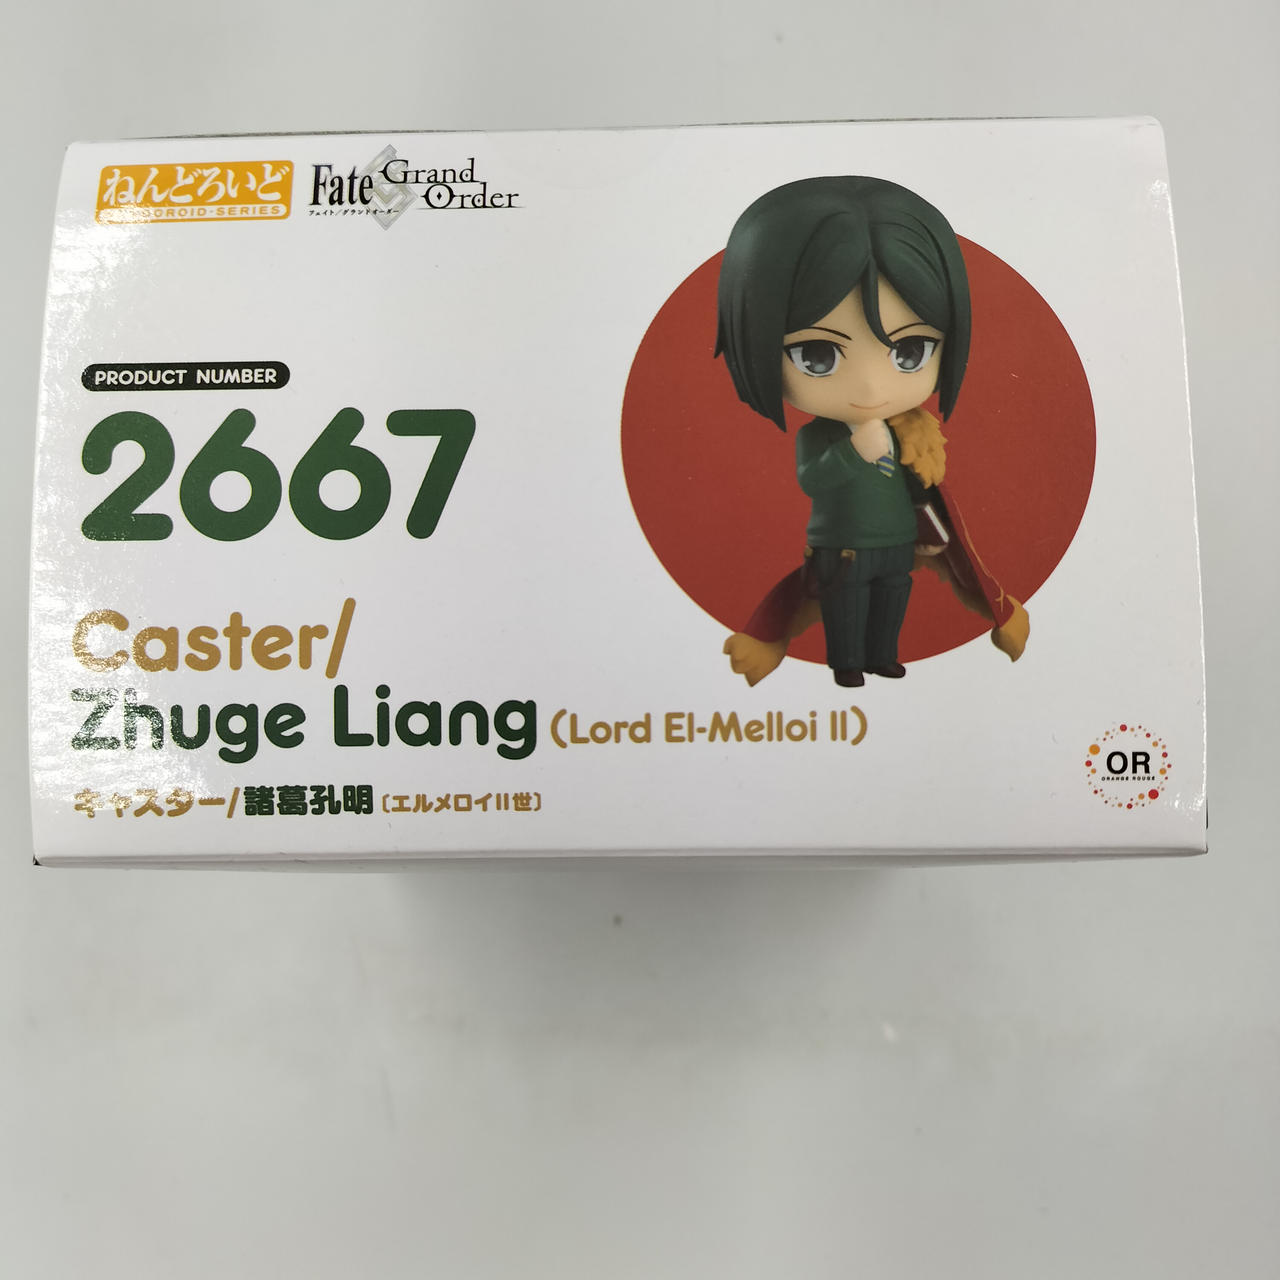 ねんどろいど
NENDOROID-SERIES
Fate/Grand Order
フェイト/グランドオーダー
PRODUCT NUMBER
2667
Caster/
Zhuge Liang (Lord El-Melloi II)
キャスター/諸葛孔明〔エルメロイII世〕
OR
ORANGE ROUGE